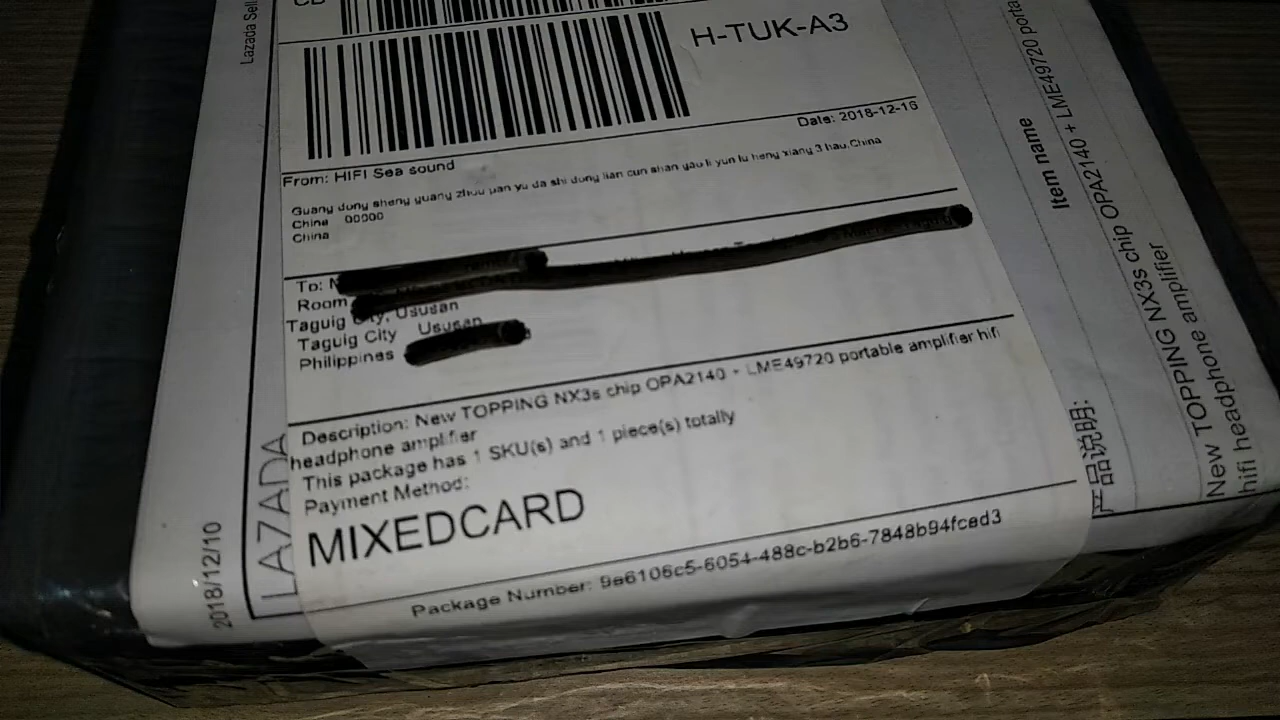 CD
H-TUK-A3
Date: 2018-12-16
From: HIFI Sea sound
Guang dong sheng guang zhou pan yu da shi dong lian cun shan yao li yun lu heng xiang 3 hau,China
China 00000
China
To:
Room
Taguig City, Ususan
Taguig City Ususan
Philippines
Description: New TOPPING NX3s chip OPA2140 + LME49720 portable amplifier hifi
headphone amplifier
This package has 1 SKU(s) and 1 piece(s) totally
Payment Method:
MIXEDCARD
Package Number: 9a6106c5-6054-488c-b2b6-7848b94fced3
Lazada Sell
LAZADA
2018/12/10
Item name
OPA2140 + LME49720 porta
产品说明:
New TOPPING NX3s chip
hifi headphone amplifier